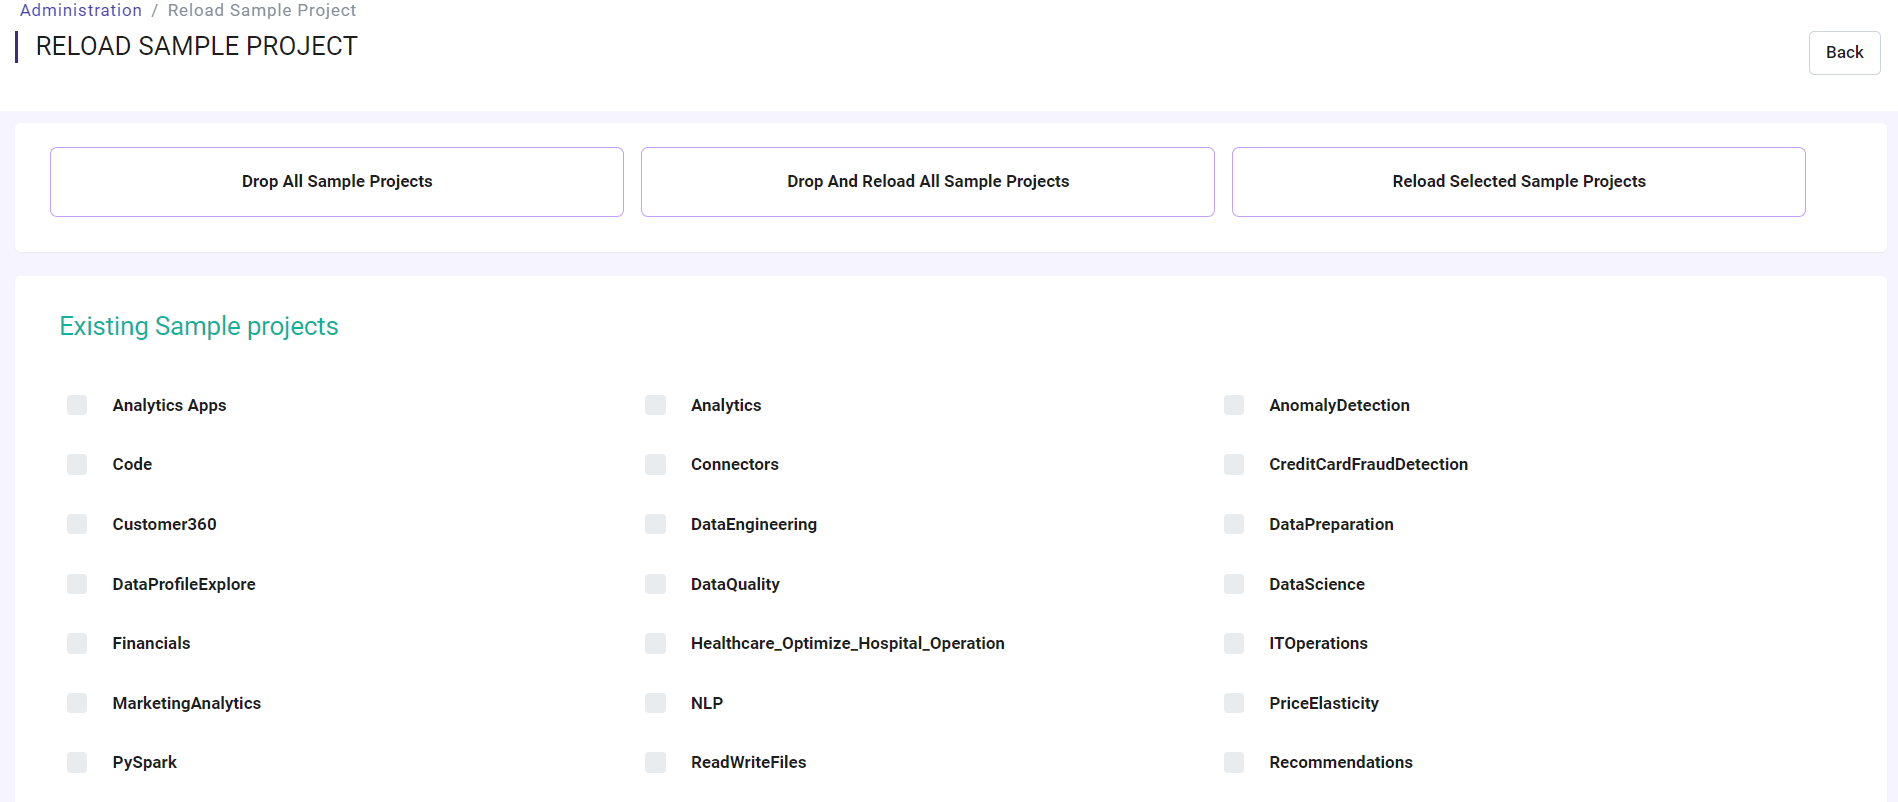 Administration / Reload Sample Project
RELOAD SAMPLE PROJECT
Back
Drop All Sample Projects
Drop And Reload All Sample Projects
Reload Selected Sample Projects
Existing Sample projects
Analytics Apps
Analytics
AnomalyDetection
Code
Connectors
CreditCardFraudDetection
Customer360
DataEngineering
DataPreparation
DataProfileExplore
DataQuality
DataScience
Financials
Healthcare_Optimize_Hospital_Operation
ITOperations
MarketingAnalytics
NLP
PriceElasticity
PySpark
ReadWriteFiles
Recommendations